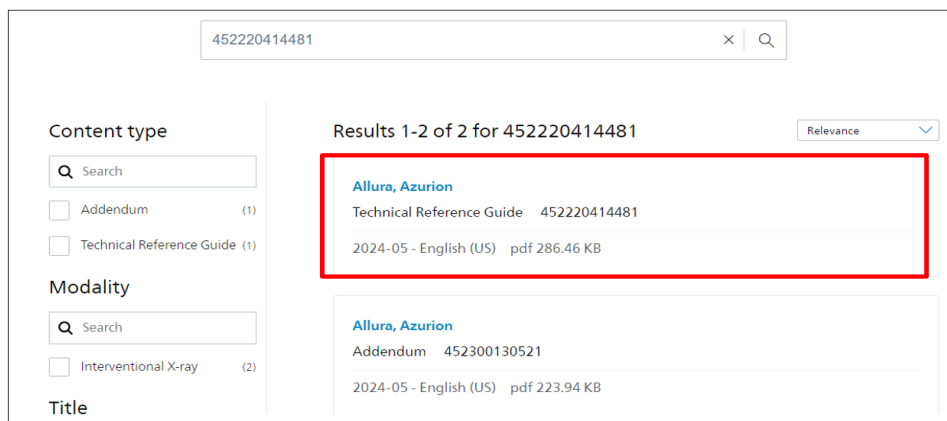 452220414481
Content type
Search
Addendum (1)
Technical Reference Guide (1)
Modality
Search
Interventional X-ray (2)
Title
Results 1-2 of 2 for 452220414481
Relevance
Allura, Azurion
Technical Reference Guide 452220414481
2024-05 - English (US) pdf 286.46 KB
Allura, Azurion
Addendum 452300130521
2024-05 - English (US) pdf 223.94 KB